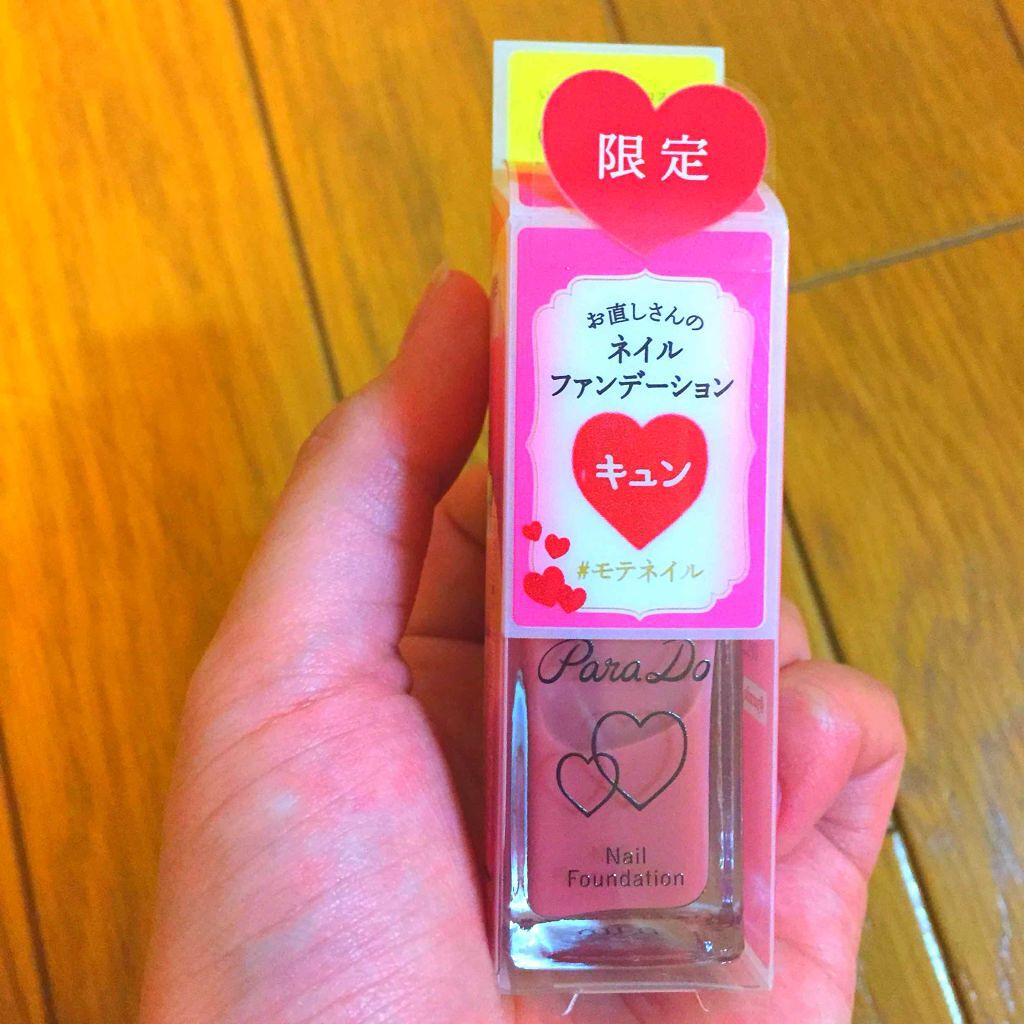 限定
お直しさんの
ネイル
ファンデーション
キュン
#モテネイル
ParaDo
Nail
Foundation